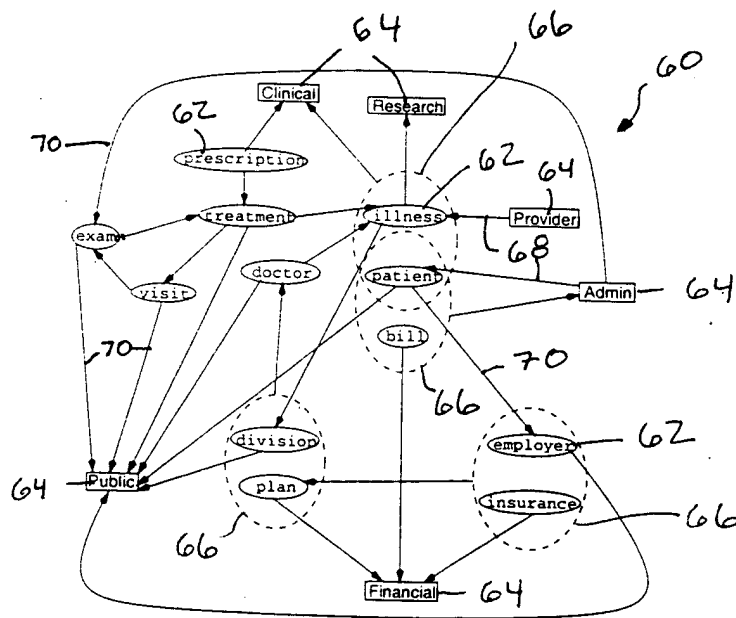 64
66
60
Clinical
Research
70
62
prescription
62
64
treatment
illness
Provider
exam
68
doctor
patient
visit
Admin
64
bill
70
70
66
division
employer
62
64
Public
plan
insurance
66
66
Financial
64